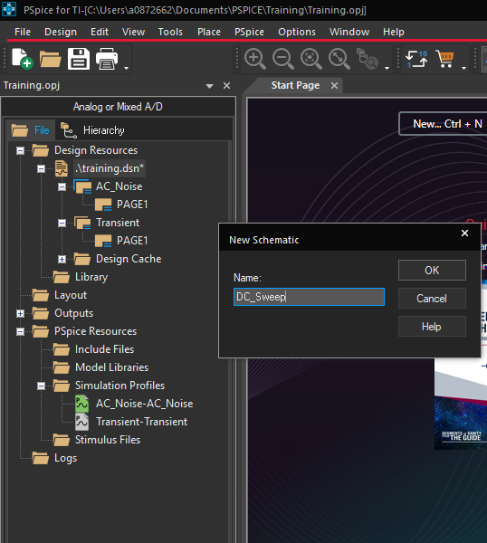 PSpice for TI-[C:\Users\a0872662\Documents\PSPICE\Training\Training.opj]
File Design Edit View Tools Place PSpice Options Window Help
Training.opj
Start Page
Analog or Mixed A/D
File Hierarchy
New... Ctrl + N
Design Resources
.\training.dsn*
AC_Noise
PAGE1
Transient
PAGE1
Design Cache
Library
Layout
Outputs
PSpice Resources
Include Files
Model Libraries
Simulation Profiles
AC_Noise-AC_Noise
Transient-Transient
Stimulus Files
Logs
New Schematic
Name:
DC_Sweep
OK
Cancel
Help
THE GUIDE